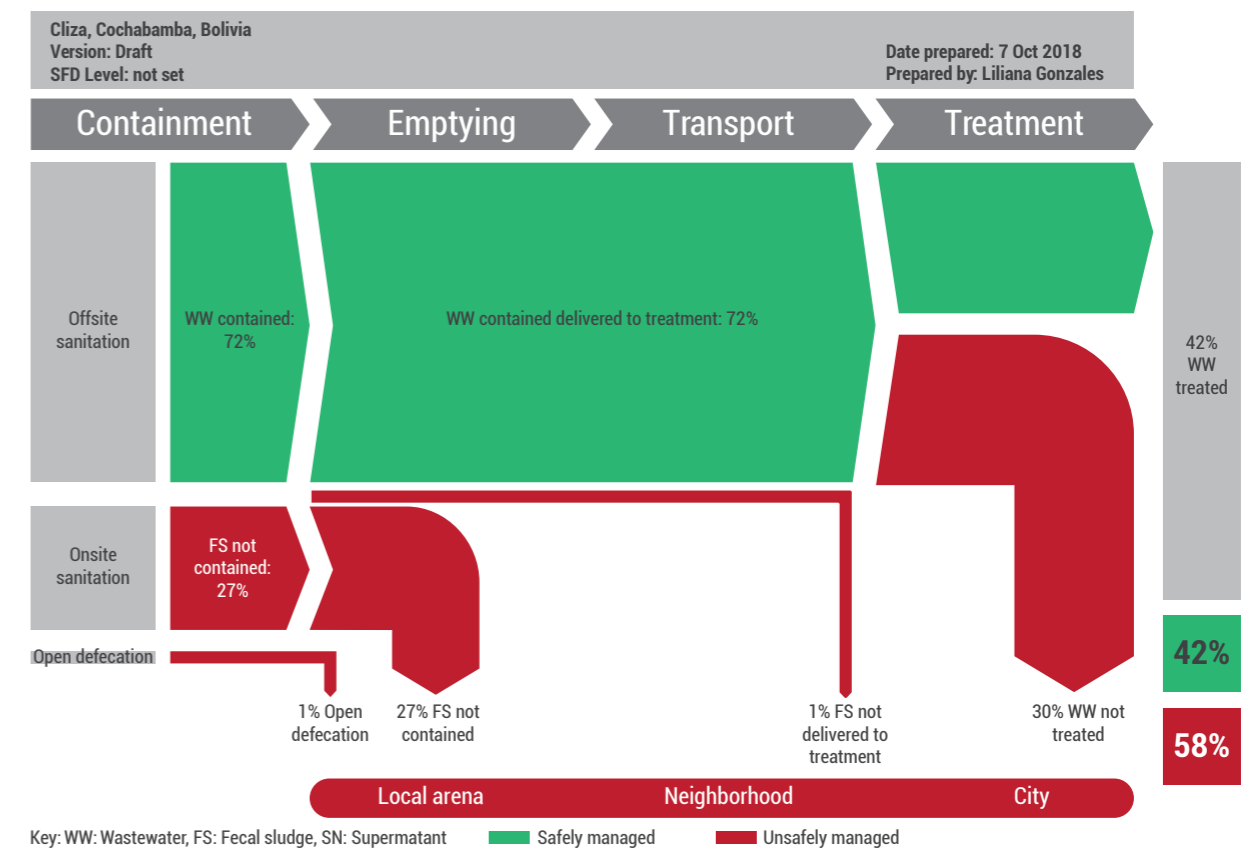 Cliza, Cochabamba, Bolivia
Version: Draft
SFD Level: not set
Date prepared: 7 Oct 2018
Prepared by: Liliana Gonzales
Containment
Emptying
Transport
Treatment
Offsite
sanitation
WW contained:
72%
WW contained delivered to treatment: 72%
42%
WW
treated
Onsite
sanitation
FS not
contained:
27%
Open defecation
1% Open
defecation
27% FS not
contained
1% FS not
delivered to
treatment
30% WW not
treated
42%
58%
Local arena
Neighborhood
City
Key: WW: Wastewater, FS: Fecal sludge, SN: Supermatant
Safely managed
Unsafely managed